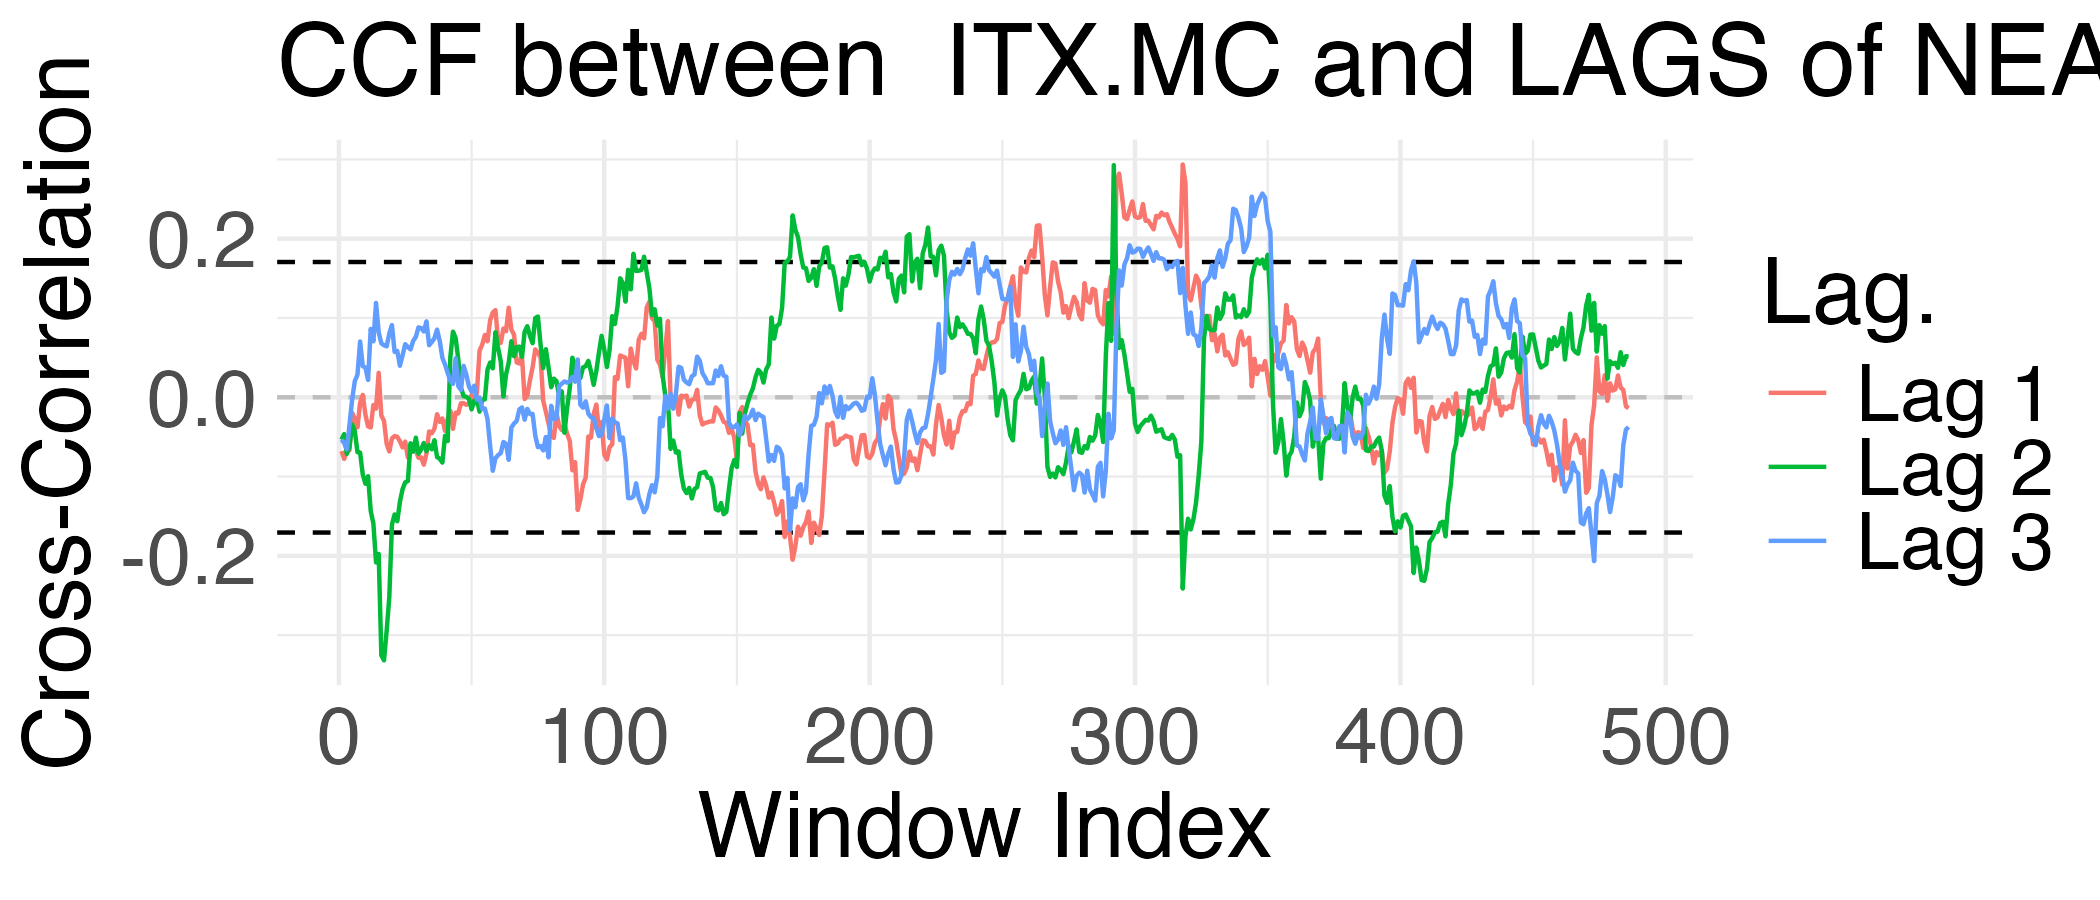 CCF between ITX.MC and LAGS of NEA
Cross-Correlation
0.2
0.0
-0.2
0 100 200 300 400 500
Window Index
Lag.
Lag 1
Lag 2
Lag 3